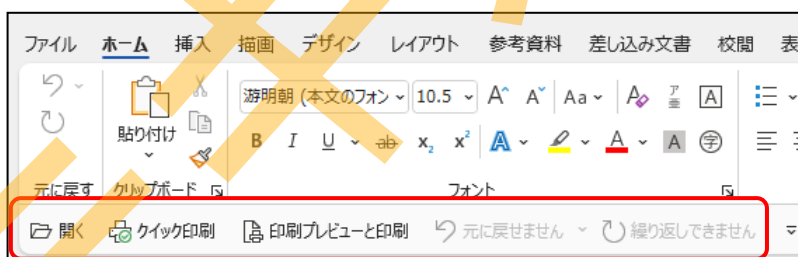 ファイル ホーム 挿入 描画 デザイン レイアウト 参考資料 差し込み文書 校閲 表
貼り付け 游明朝 (本文のフォン 10.5 A A Aa A ア亜 A
B I U ab x₂ x² A A A 字
元に戻す クリップボード フォント
開く クイック印刷 印刷プレビューと印刷 元に戻せません 繰り返しできません